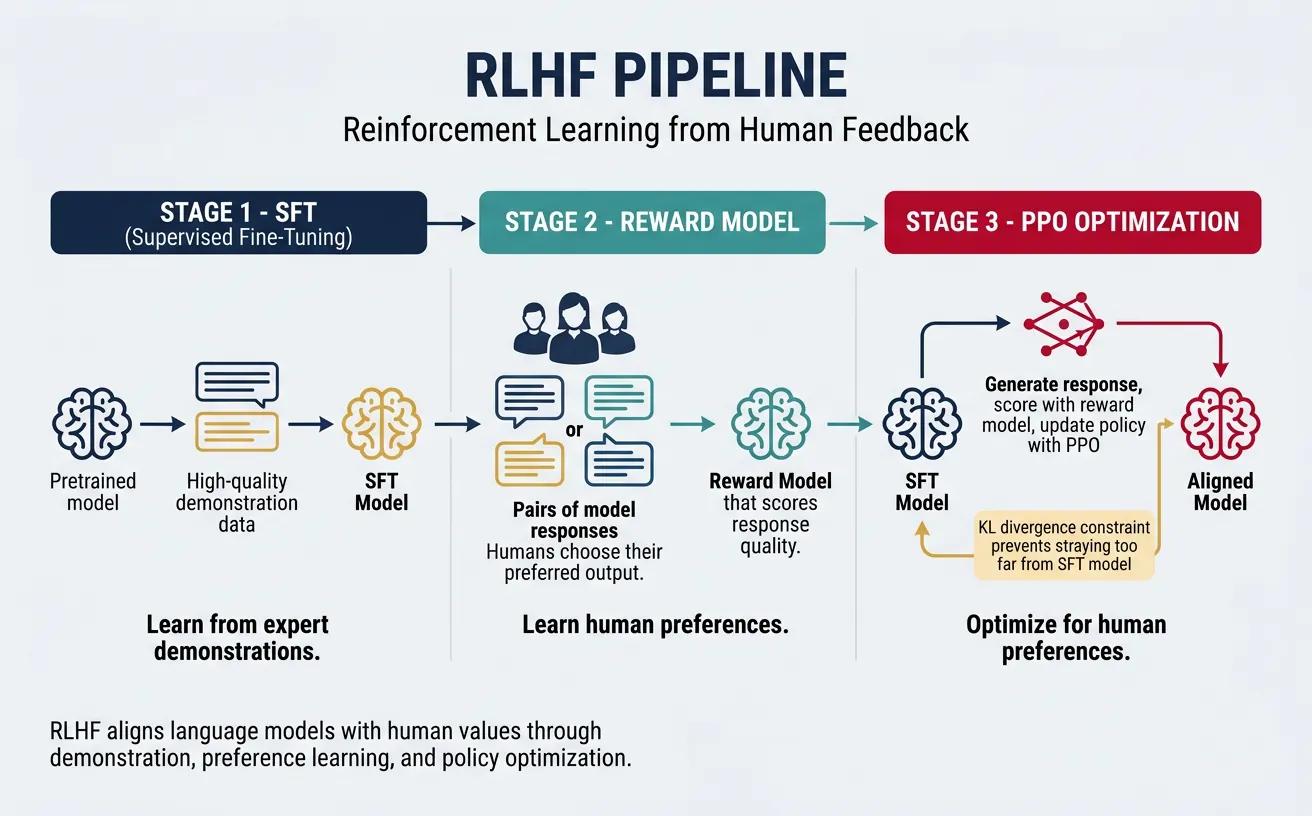 RLHF PIPELINE
Reinforcement Learning from Human Feedback
STAGE 1 - SFT
(Supervised Fine-Tuning)
STAGE 2 - REWARD MODEL
STAGE 3 - PPO OPTIMIZATION
Pretrained
model
High-quality
demonstration
data
SFT
Model
or
Pairs of model
responses
Humans choose their
preferred output.
Reward Model
that scores
response
quality.
SFT
Model
Generate response,
score with reward
model, update policy
with PPO
Aligned
Model
KL divergence constraint
prevents straying too
far from SFT model
Learn from expert
demonstrations.
Learn human preferences.
Optimize for human
preferences.
RLHF aligns language models with human values through
demonstration, preference learning, and policy optimization.